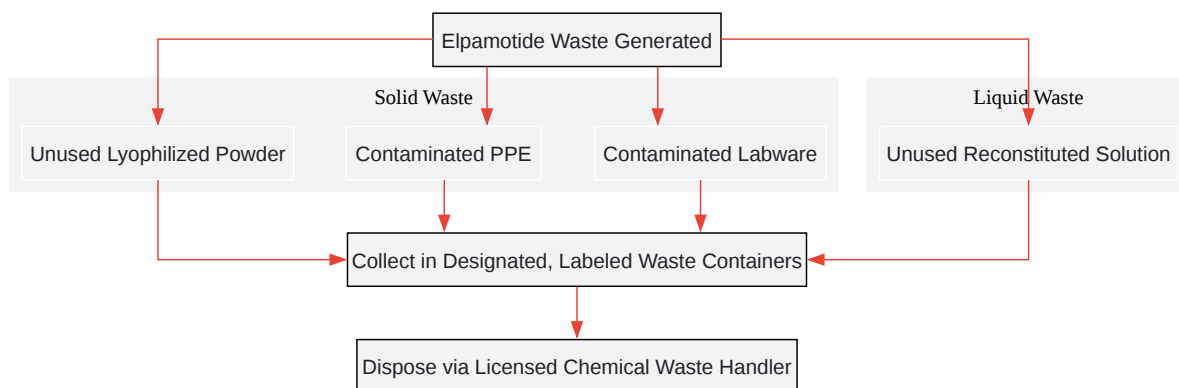 Elpamotide Waste Generated
Solid Waste
Liquid Waste
Unused Lyophilized Powder
Contaminated PPE
Contaminated Labware
Unused Reconstituted Solution
Collect in Designated, Labeled Waste Containers
Dispose via Licensed Chemical Waste Handler